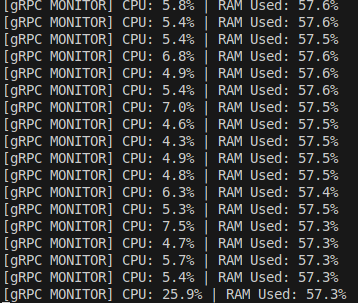 [gRPC MONITOR] CPU: 5.8% | RAM Used: 57.6%
[gRPC MONITOR] CPU: 5.4% | RAM Used: 57.6%
[gRPC MONITOR] CPU: 5.4% | RAM Used: 57.5%
[gRPC MONITOR] CPU: 6.8% | RAM Used: 57.6%
[gRPC MONITOR] CPU: 4.9% | RAM Used: 57.6%
[gRPC MONITOR] CPU: 5.4% | RAM Used: 57.6%
[gRPC MONITOR] CPU: 7.0% | RAM Used: 57.5%
[gRPC MONITOR] CPU: 4.6% | RAM Used: 57.5%
[gRPC MONITOR] CPU: 4.3% | RAM Used: 57.5%
[gRPC MONITOR] CPU: 4.9% | RAM Used: 57.5%
[gRPC MONITOR] CPU: 4.8% | RAM Used: 57.5%
[gRPC MONITOR] CPU: 6.3% | RAM Used: 57.4%
[gRPC MONITOR] CPU: 5.3% | RAM Used: 57.5%
[gRPC MONITOR] CPU: 7.5% | RAM Used: 57.3%
[gRPC MONITOR] CPU: 4.7% | RAM Used: 57.3%
[gRPC MONITOR] CPU: 5.7% | RAM Used: 57.3%
[gRPC MONITOR] CPU: 5.4% | RAM Used: 57.3%
[gRPC MONITOR] CPU: 25.9% | RAM Used: 57.3%